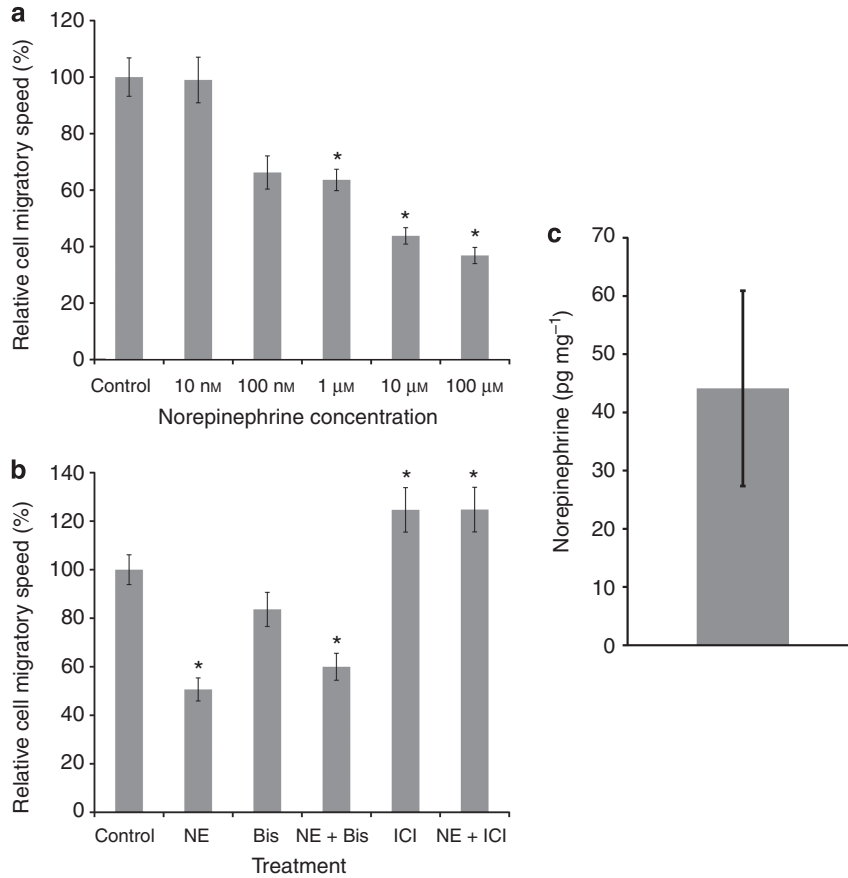 a
120
100
80
60
40
20
0
Relative cell migratory speed (%)
* * *
Control 10 nM 100 nM 1 μM 10 μM 100 μM
Norepinephrine concentration
b
140
120
100
80
60
40
20
0
Relative cell migratory speed (%)
* * * *
Control NE Bis NE + Bis ICI NE + ICI
Treatment
c
70
60
50
40
30
20
10
0
Norepinephrine (pg mg⁻¹)